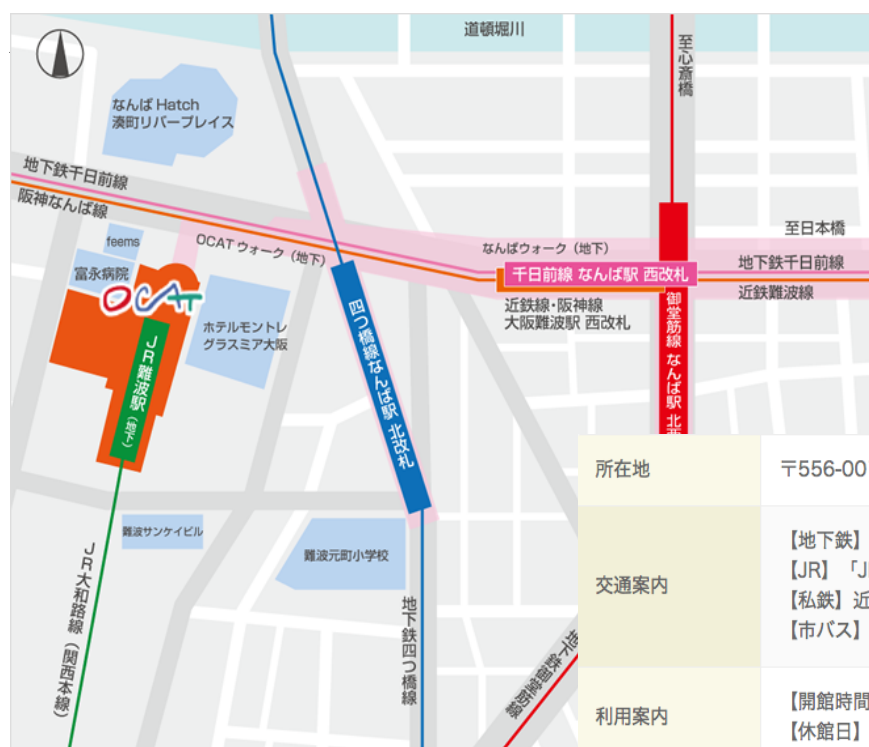 道頓堀川
至心斎橋
なんば Hatch
湊町リバープレイス
地下鉄千日前線
阪神なんば線
feems
OCAT ウォーク（地下）
なんばウォーク（地下）
至日本橋
富永病院
OCAT
千日前線 なんば駅 西改札
地下鉄千日前線
近鉄難波線
近鉄線・阪神線
大阪難波駅 西改札
ホテルモントレ
グラスミア大阪
JR難波駅（地下）
四つ橋線なんば駅 北改札
御堂筋線 なんば駅 北西
難波サンケイビル
難波元町小学校
JR大和路線（関西本線）
地下鉄四つ橋線
地下鉄御堂筋線
所在地
〒556-00
交通案内
【地下鉄】
【JR】「J
【私鉄】近
【市バス】
利用案内
【開館時間
【休館日】